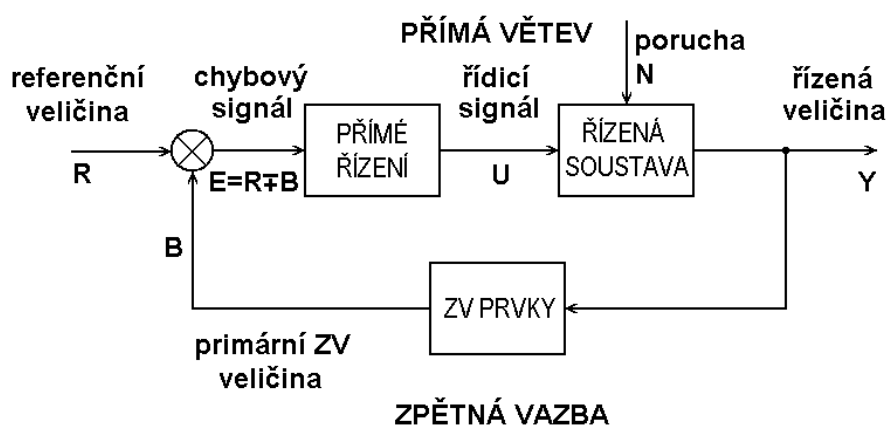 PŘÍMÁ VĚTEV
porucha
N
referenční
veličina
chybový
signál
řídicí
signál
řízená
veličina
PŘÍMÉ
ŘÍZENÍ
ŘÍZENÁ
SOUSTAVA
R
E=R∓B
U
Y
B
ZV PRVKY
primární ZV
veličina
ZPĚTNÁ VAZBA